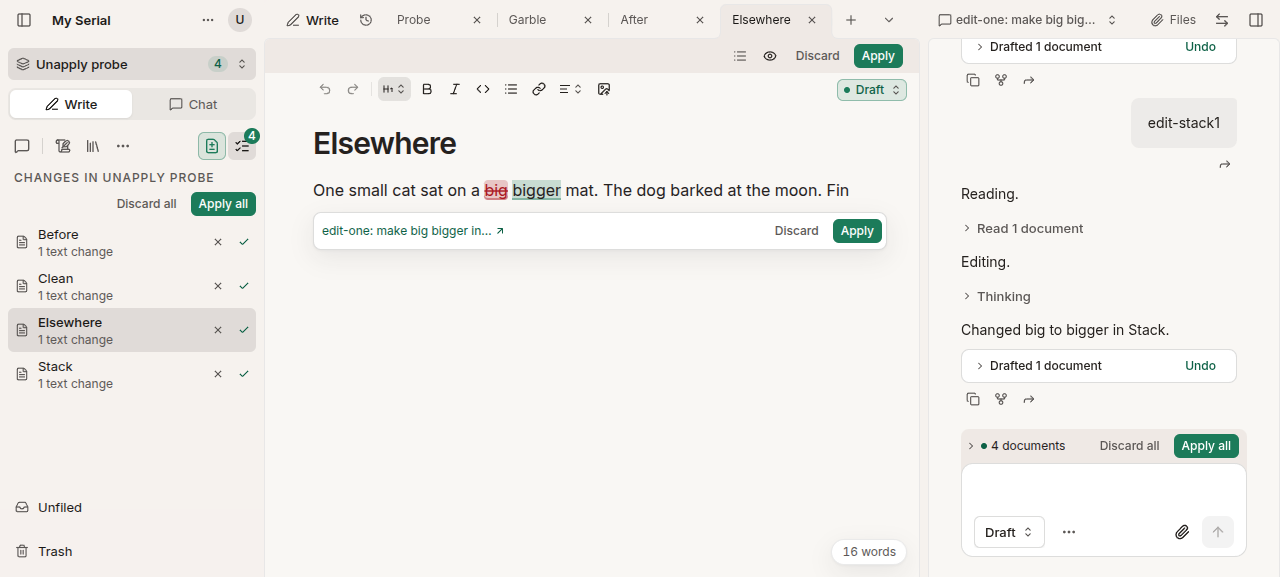 My Serial
U
Write
Probe
Garble
After
Elsewhere
edit-one: make big big...
Files
Unapply probe
4
Write
Chat
4
CHANGES IN UNAPPLY PROBE
Discard all
Apply all
Before
1 text change
Clean
1 text change
Elsewhere
1 text change
Stack
1 text change
Unfiled
Trash
Discard
Apply
H1
Draft
Elsewhere
One small cat sat on a big bigger mat. The dog barked at the moon. Fin
edit-one: make big bigger in...
Discard
Apply
16 words
Drafted 1 document
Undo
edit-stack1
Reading.
Read 1 document
Editing.
Thinking
Changed big to bigger in Stack.
Drafted 1 document
Undo
4 documents
Discard all
Apply all
Draft